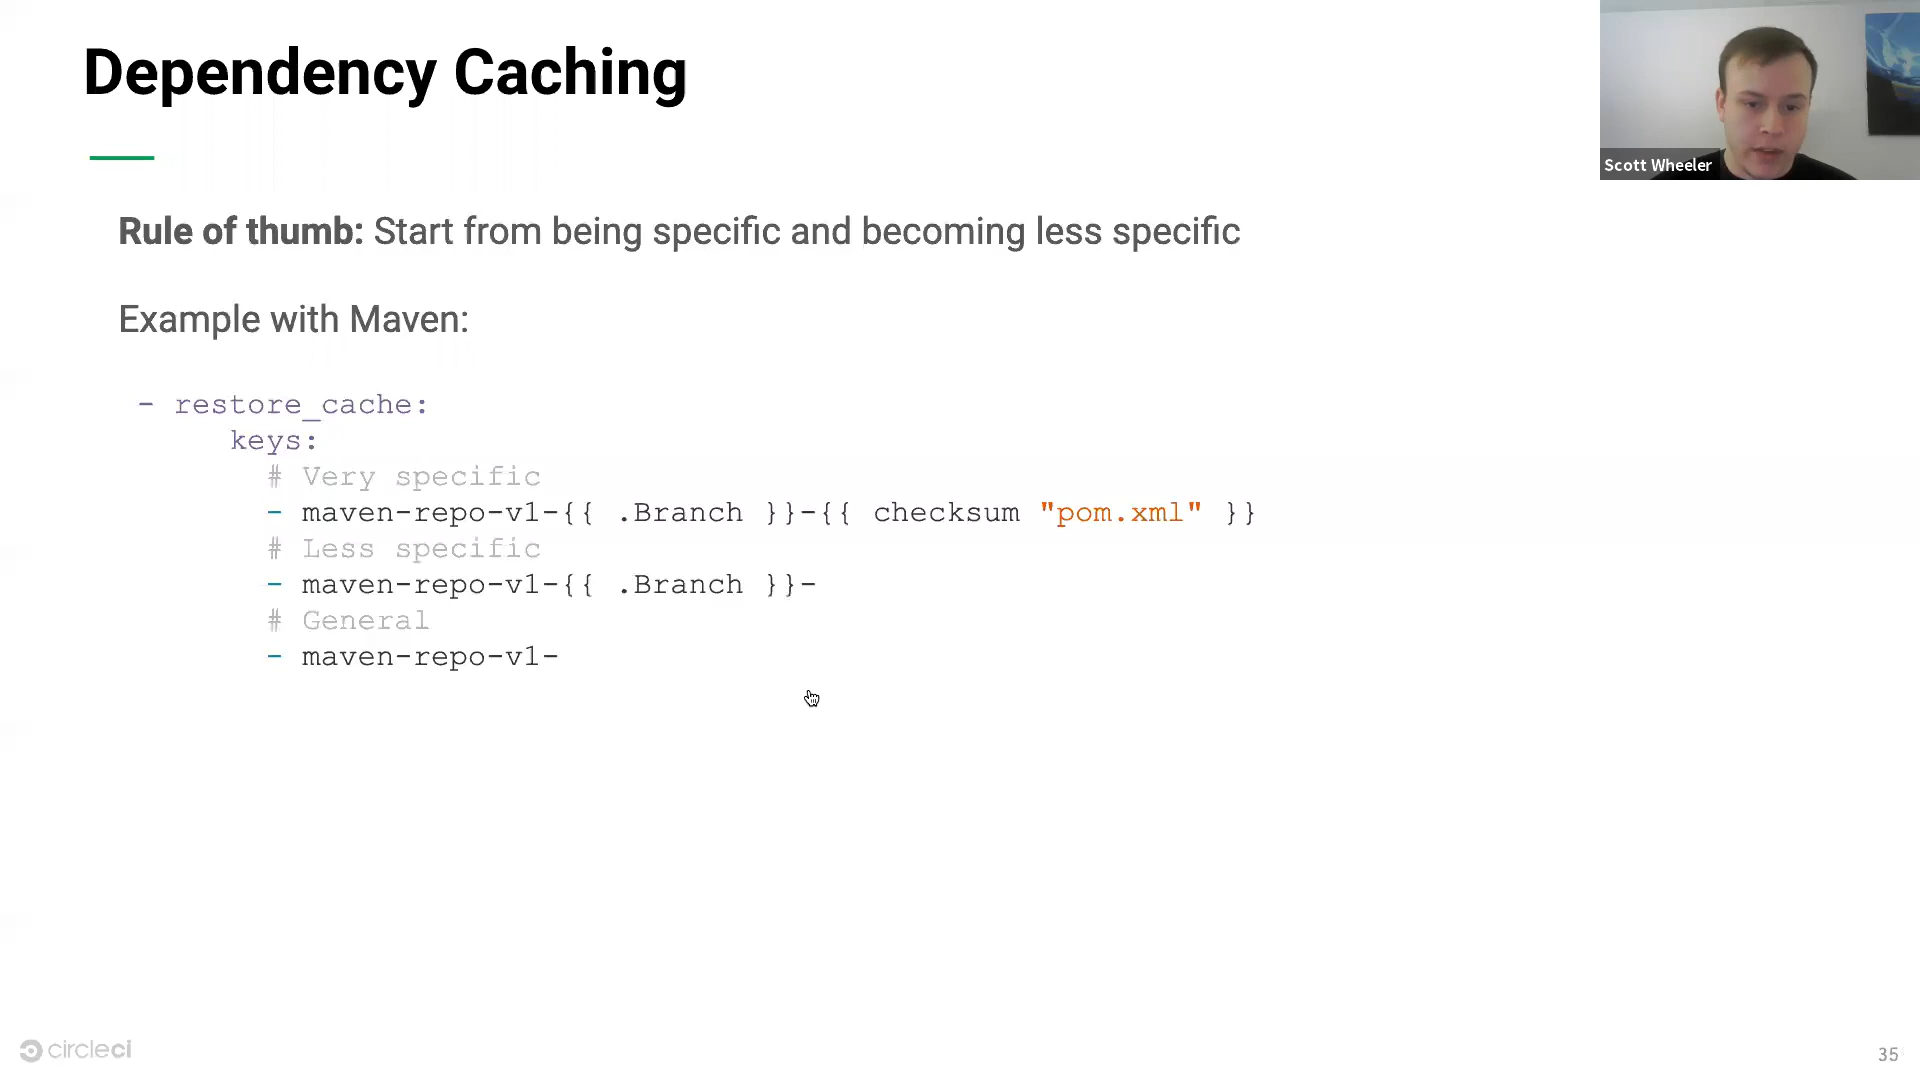 Dependency Caching
Scott Wheeler
Rule of thumb: Start from being specific and becoming less specific
Example with Maven:
- restore_cache:
keys:
# Very specific
- maven-repo-v1-{{ .Branch }}-{{ checksum "pom.xml" }}
# Less specific
- maven-repo-v1-{{ .Branch }}-
# General
- maven-repo-v1-
circleci
35